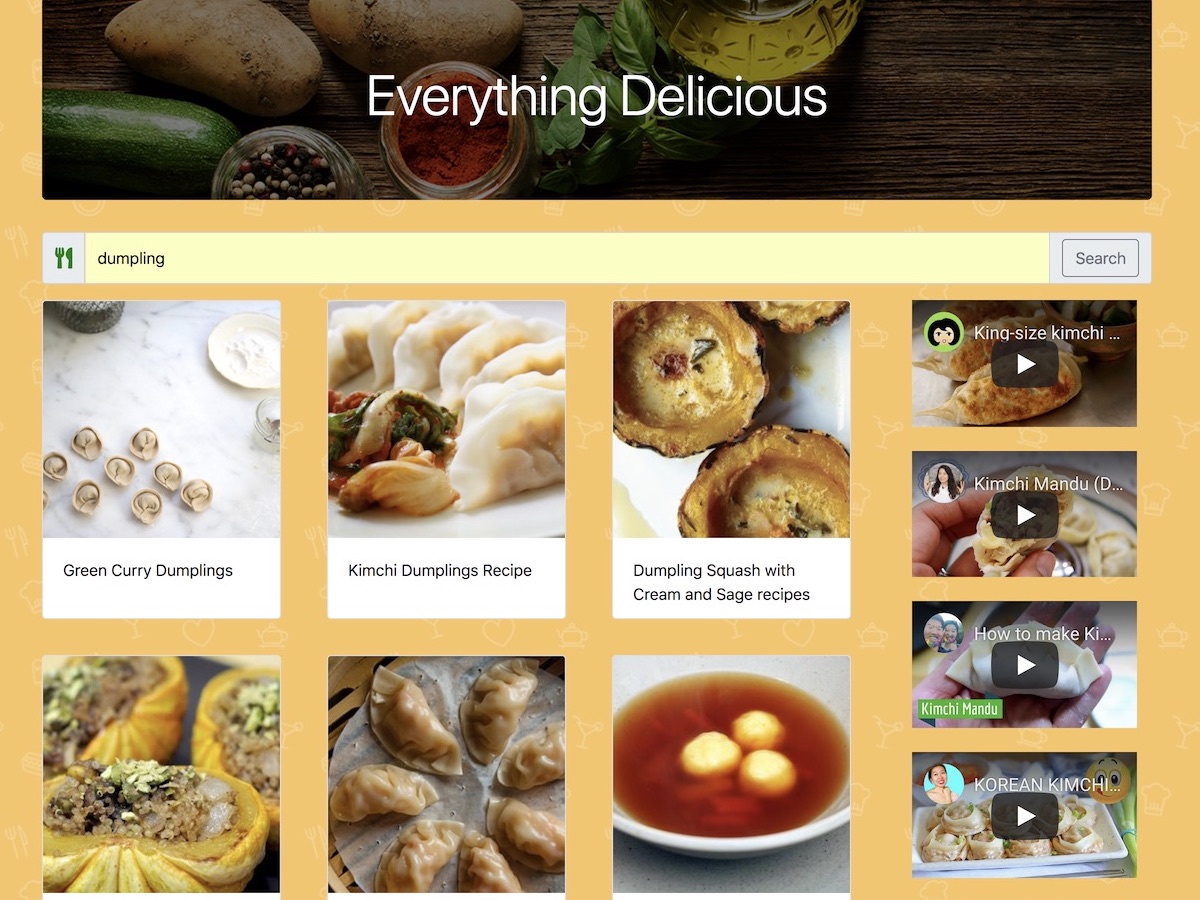 Everything Delicious
dumpling
Search
Green Curry Dumplings
Kimchi Dumplings Recipe
Dumpling Squash with
Cream and Sage recipes
King-size kimchi ...
Kimchi Mandu (D...
How to make Ki...
Kimchi Mandu
KOREAN KIMCHI...